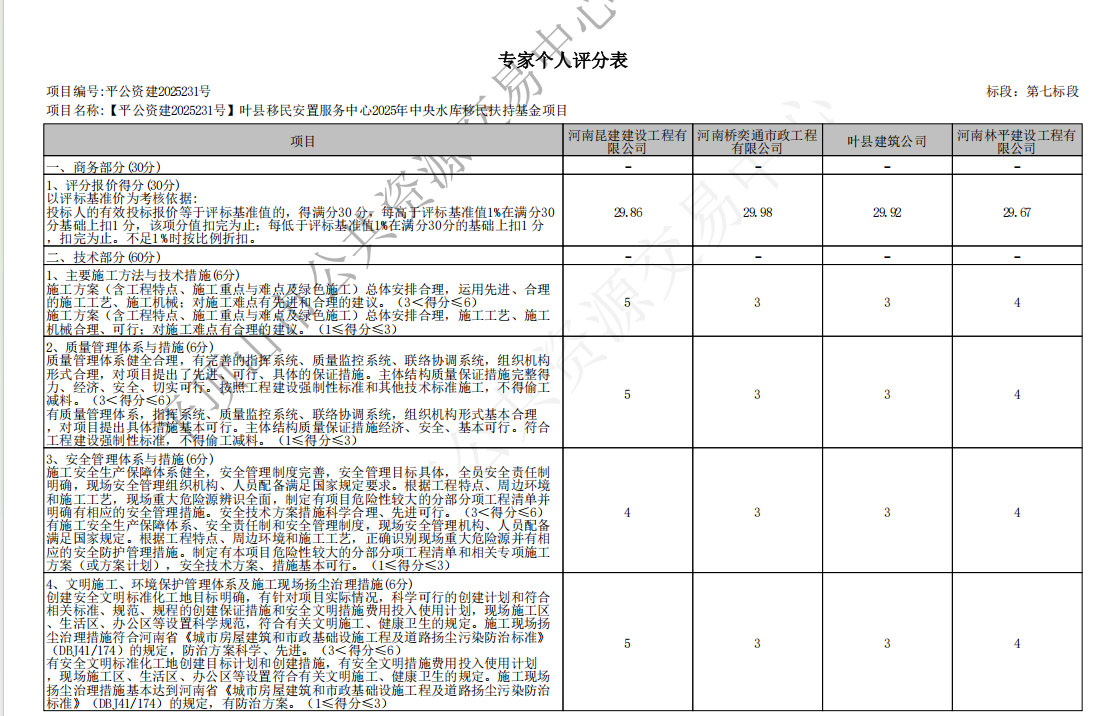 专家个人评分表
项目编号:平公资建2025231号
标段：第七标段
项目名称:【平公资建2025231号】叶县移民安置服务中心2025年中央水库移民扶持基金项目
项目
河南昆建建设工程有限公司
河南桥奕通市政工程有限公司
叶县建筑公司
河南林平建设工程有限公司
一、商务部分(30分)
－ － － －
1、评分报价得分(30分)
以评标基准价为考核依据:
投标人的有效投标报价等于评标基准值的，得满分30 分，每高于评标基准值1%在满分30
分基础上扣1 分，该项分值扣完为止；每低于评标基准值1%在满分30分的基础上扣1 分
，扣完为止。不足1%时按比例折扣。
29.86 29.98 29.92 29.67
二、技术部分(60分)
－ － － －
1、主要施工方法与技术措施(6分)
施工方案（含工程特点、施工重点与难点及绿色施工）总体安排合理，运用先进、合理
的施工工艺、施工机械；对施工难点有先进和合理的建议。（3＜得分≤6）
施工方案（含工程特点、施工重点与难点及绿色施工）总体安排合理，施工工艺、施工
机械合理、可行；对施工难点有合理的建议。（1≤得分≤3）
5 3 3 4
2、质量管理体系与措施(6分)
质量管理体系健全合理，有完善的指挥系统、质量监控系统、联络协调系统，组织机构
形式合理，对项目提出了先进、可行、具体的保证措施。主体结构质量保证措施完整得
力、经济、安全、切实可行。按照工程建设强制性标准和其他技术标准施工，不得偷工
减料。（3＜得分≤6）
有质量管理体系，指挥系统、质量监控系统、联络协调系统，组织机构形式基本合理
，对项目提出具体措施基本可行。主体结构质量保证措施经济、安全、基本可行。符合
工程建设强制性标准，不得偷工减料。（1≤得分≤3）
5 3 3 4
3、安全管理体系与措施(6分)
施工安全生产保障体系健全，安全管理制度完善，安全管理目标具体，全员安全责任制
明确，现场安全管理组织机构、人员配备满足国家规定要求。根据工程特点、周边环境
和施工工艺，现场重大危险源辨识全面，制定有项目危险性较大的分部分项工程清单并
明确有相应的安全管理措施。安全技术方案措施科学合理、先进可行。（3＜得分≤6）
有施工安全生产保障体系、安全责任制和安全管理制度，现场安全管理机构、人员配备
满足国家规定。根据工程特点、周边环境和施工工艺，正确识别现场重大危险源并有相
应的安全防护管理措施。制定有本项目危险性较大的分部分项工程清单和相关专项施工
方案（或方案计划），安全技术方案、措施基本可行。（1≤得分≤3）
4 3 3 4
4、文明施工、环境保护管理体系及施工现场扬尘治理措施(6分)
创建安全文明标准化工地目标明确，有针对项目实际情况，科学可行的创建计划和符合
相关标准、规范、规程的创建保证措施和安全文明措施费用投入使用计划，现场施工区
、生活区、办公区等设置科学规范，符合有关文明施工、健康卫生的规定。施工现场扬
尘治理措施符合河南省《城市房屋建筑和市政基础设施工程及道路扬尘污染防治标准》
（DBJ41/174）的规定，防治方案科学、先进。（3＜得分≤6）
有安全文明标准化工地创建目标计划和创建措施，有安全文明措施费用投入使用计划
，现场施工区、生活区、办公区等设置符合有关文明施工、健康卫生的规定。施工现场
扬尘治理措施基本达到河南省《城市房屋建筑和市政基础设施工程及道路扬尘污染防治
标准》（DBJ41/174）的规定，有防治方案。（1≤得分≤3）
5 3 3 4
平顶山市公共资源交易中心
公共资源交易中心